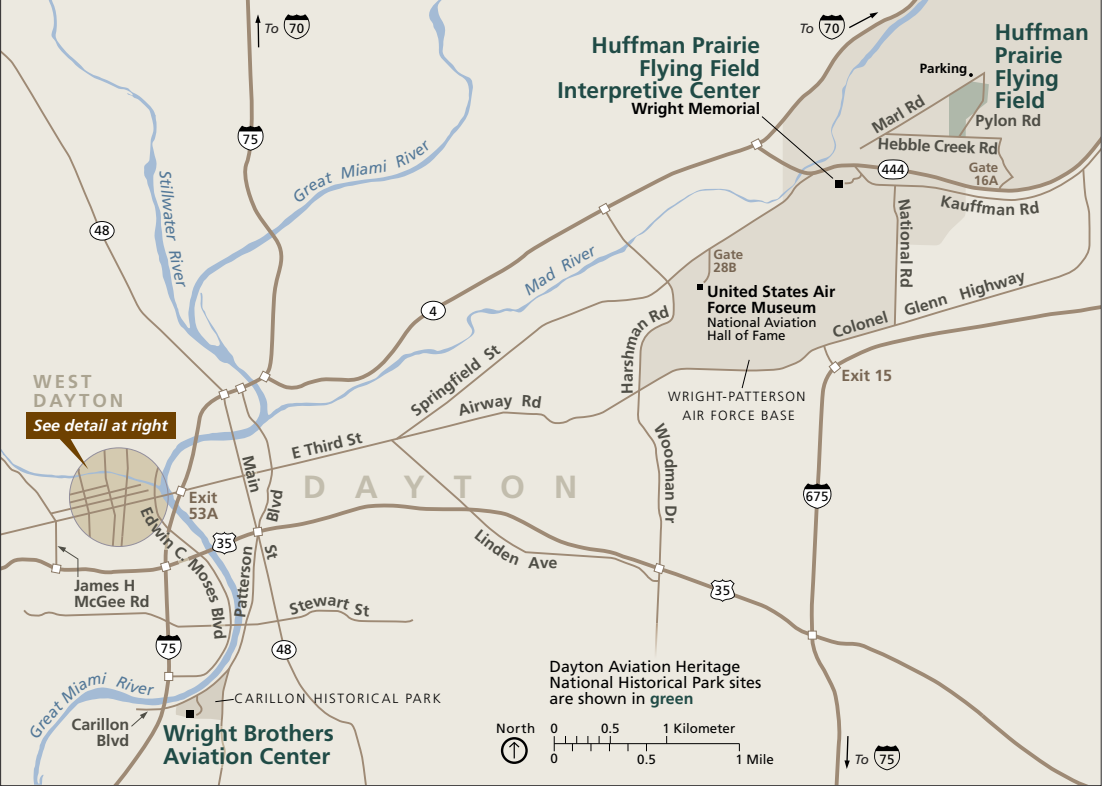 To 70
To 70
Huffman Prairie
Flying Field
Interpretive Center
Wright Memorial
Huffman
Prairie
Flying
Field
Parking
Marl Rd
Pylon Rd
Hebble Creek Rd
Gate
16A
444
Kauffman Rd
National Rd
75
Great Miami River
Stillwater River
48
Mad River
4
Gate
28B
United States Air
Force Museum
National Aviation
Hall of Fame
Colonel Glenn Highway
Harshman Rd
Springfield St
Airway Rd
WRIGHT-PATTERSON
AIR FORCE BASE
Exit 15
WEST
DAYTON
See detail at right
E Third St
DAYTON
Main St
Patterson Blvd
Woodman Dr
675
Exit
53A
Edwin C. Moses Blvd
35
Linden Ave
35
James H
McGee Rd
Stewart St
75
48
Great Miami River
CARILLON HISTORICAL PARK
Carillon
Blvd
Wright Brothers
Aviation Center
Dayton Aviation Heritage
National Historical Park sites
are shown in green
North
0 0.5 1 Kilometer
0 0.5 1 Mile
To 75